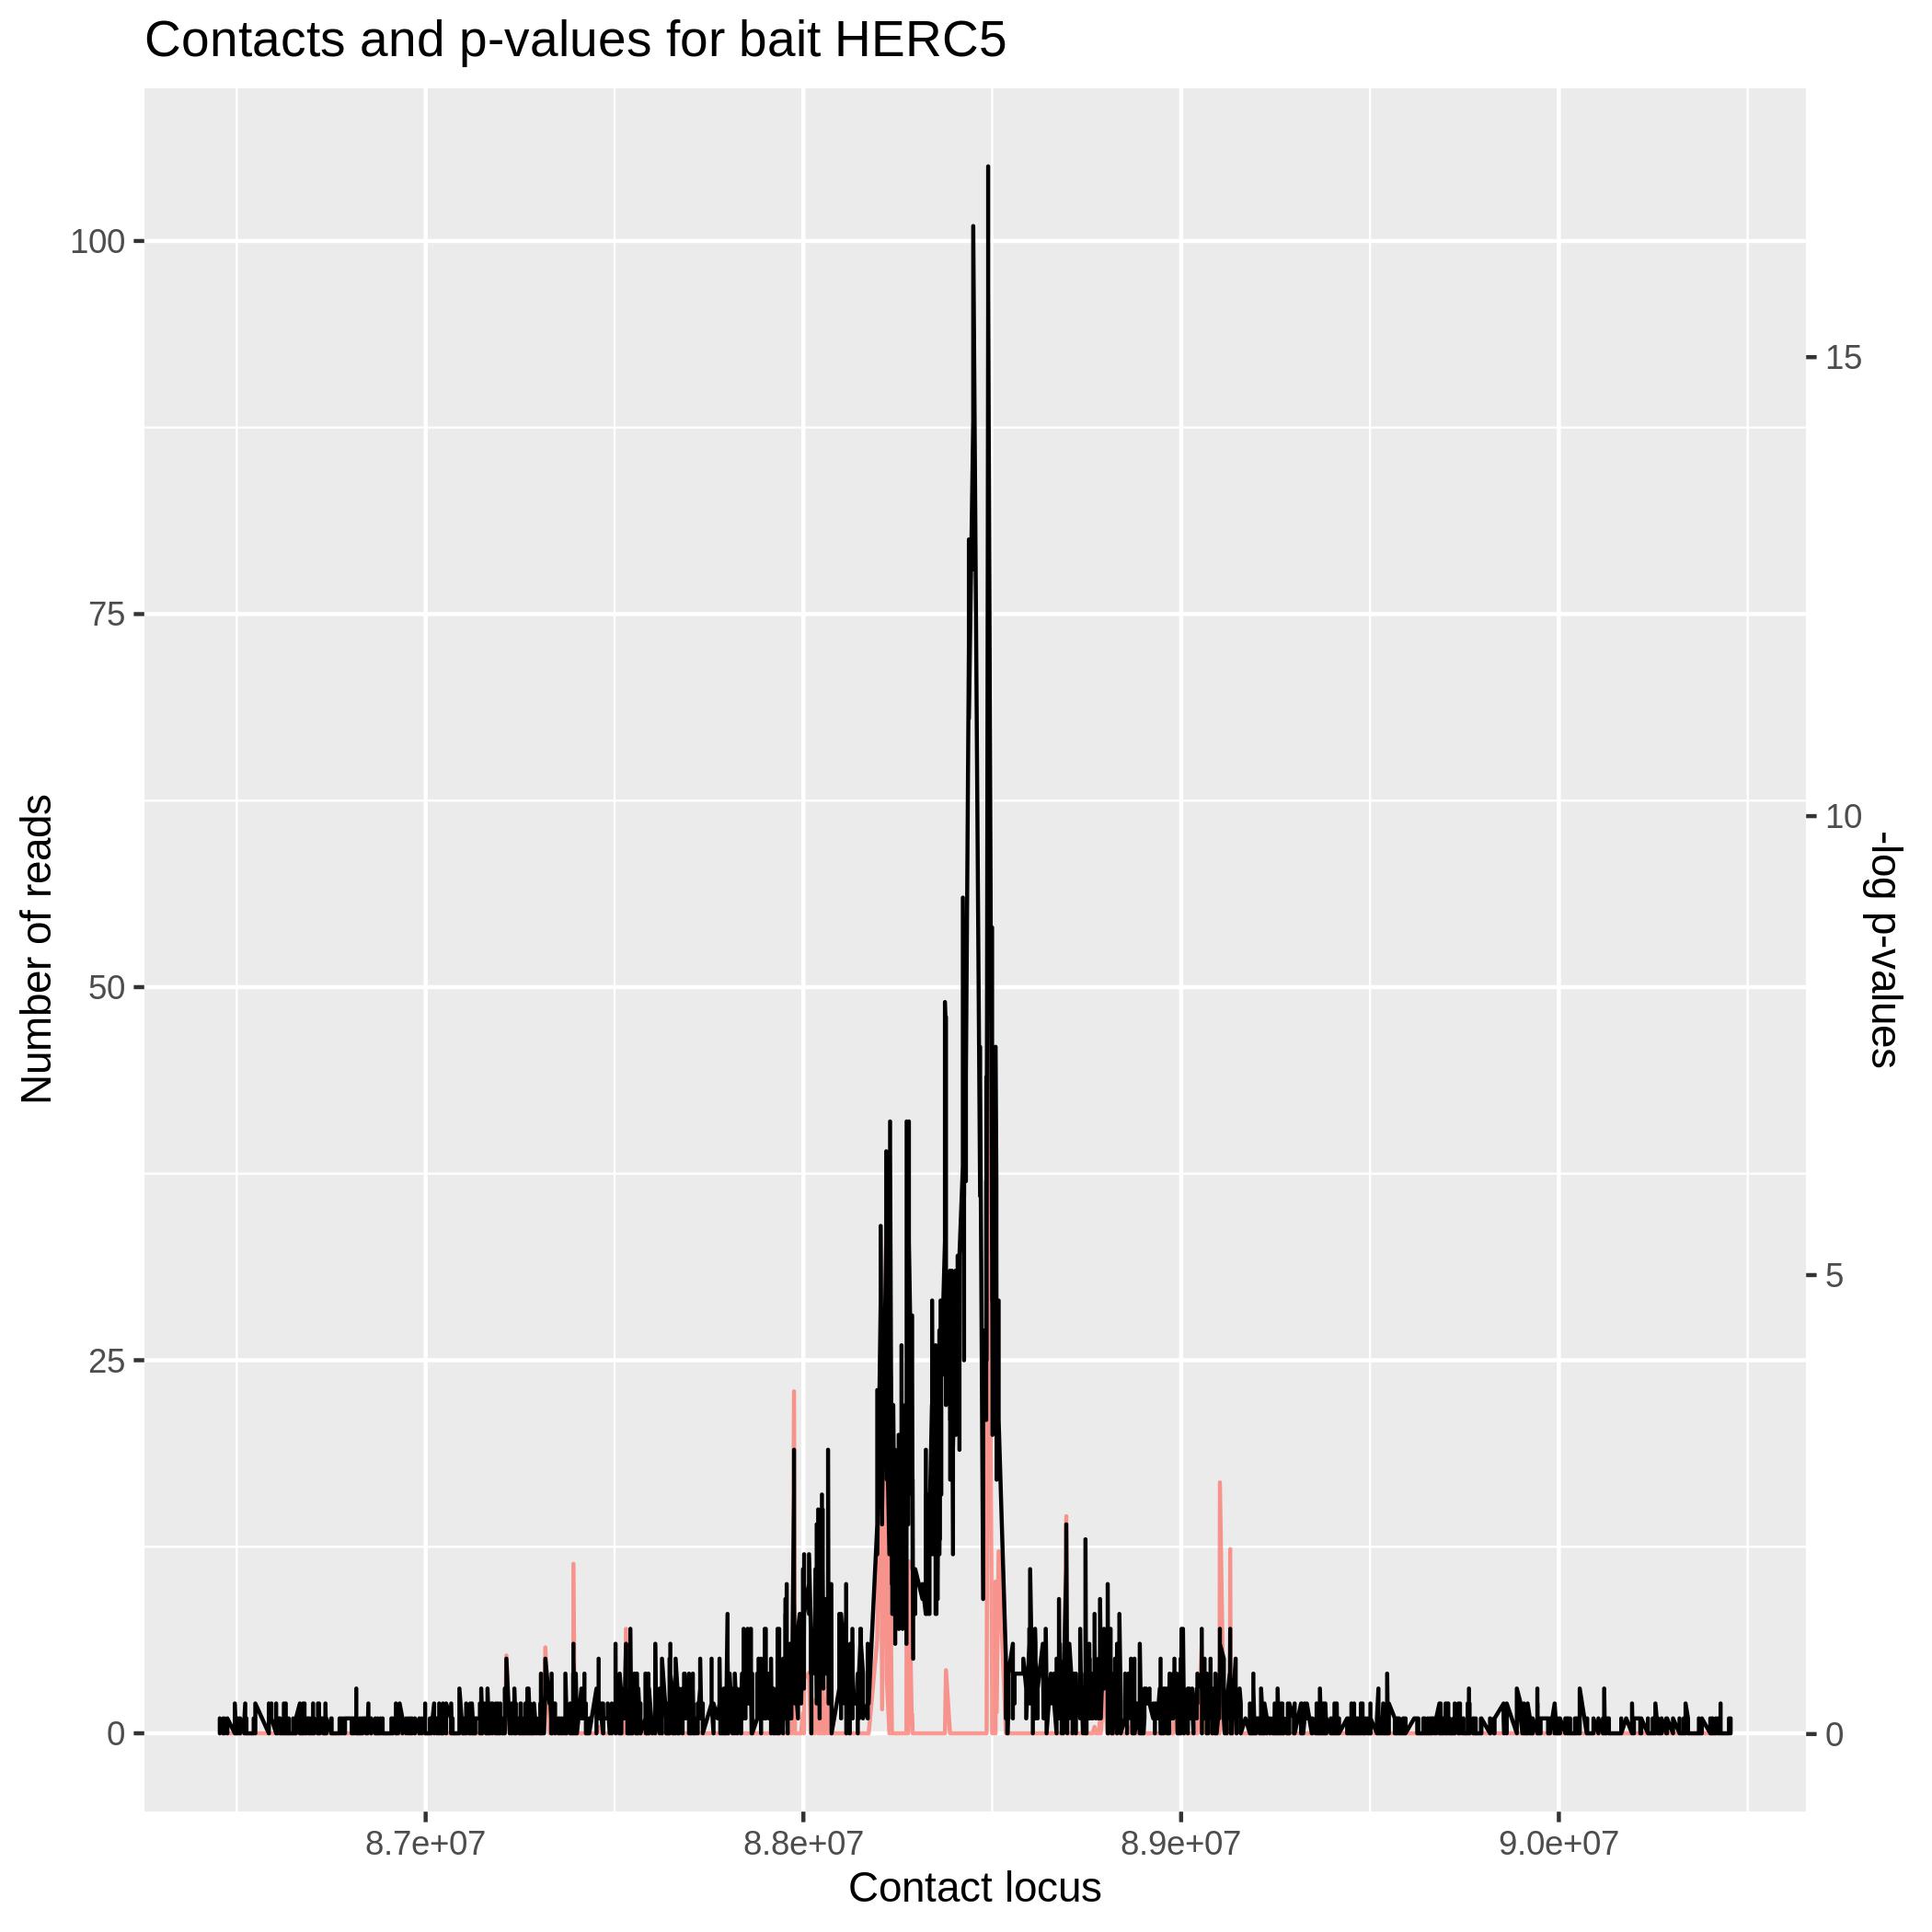 Contacts and p-values for bait HERC5
100
75
50
25
0
Number of reads
15
10
5
0
-log p-values
8.7e+07
8.8e+07
8.9e+07
9.0e+07
Contact locus